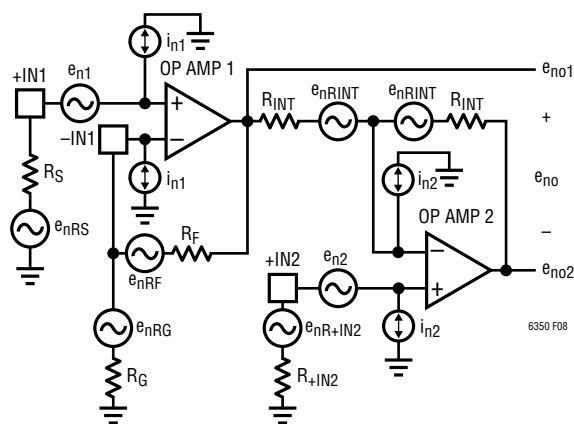 i_n1
OP AMP 1
+IN1
e_n1
e_no1
R_INT
e_nRINT
e_nRINT
R_INT
+
−IN1
+
−
i_n1
i_n2
e_no
R_S
e_nRS
R_F
e_nRF
OP AMP 2
−
+IN2
e_n2
−
+
e_no2
e_nRG
e_nR+IN2
i_n2
6350 F08
R_G
R_+IN2